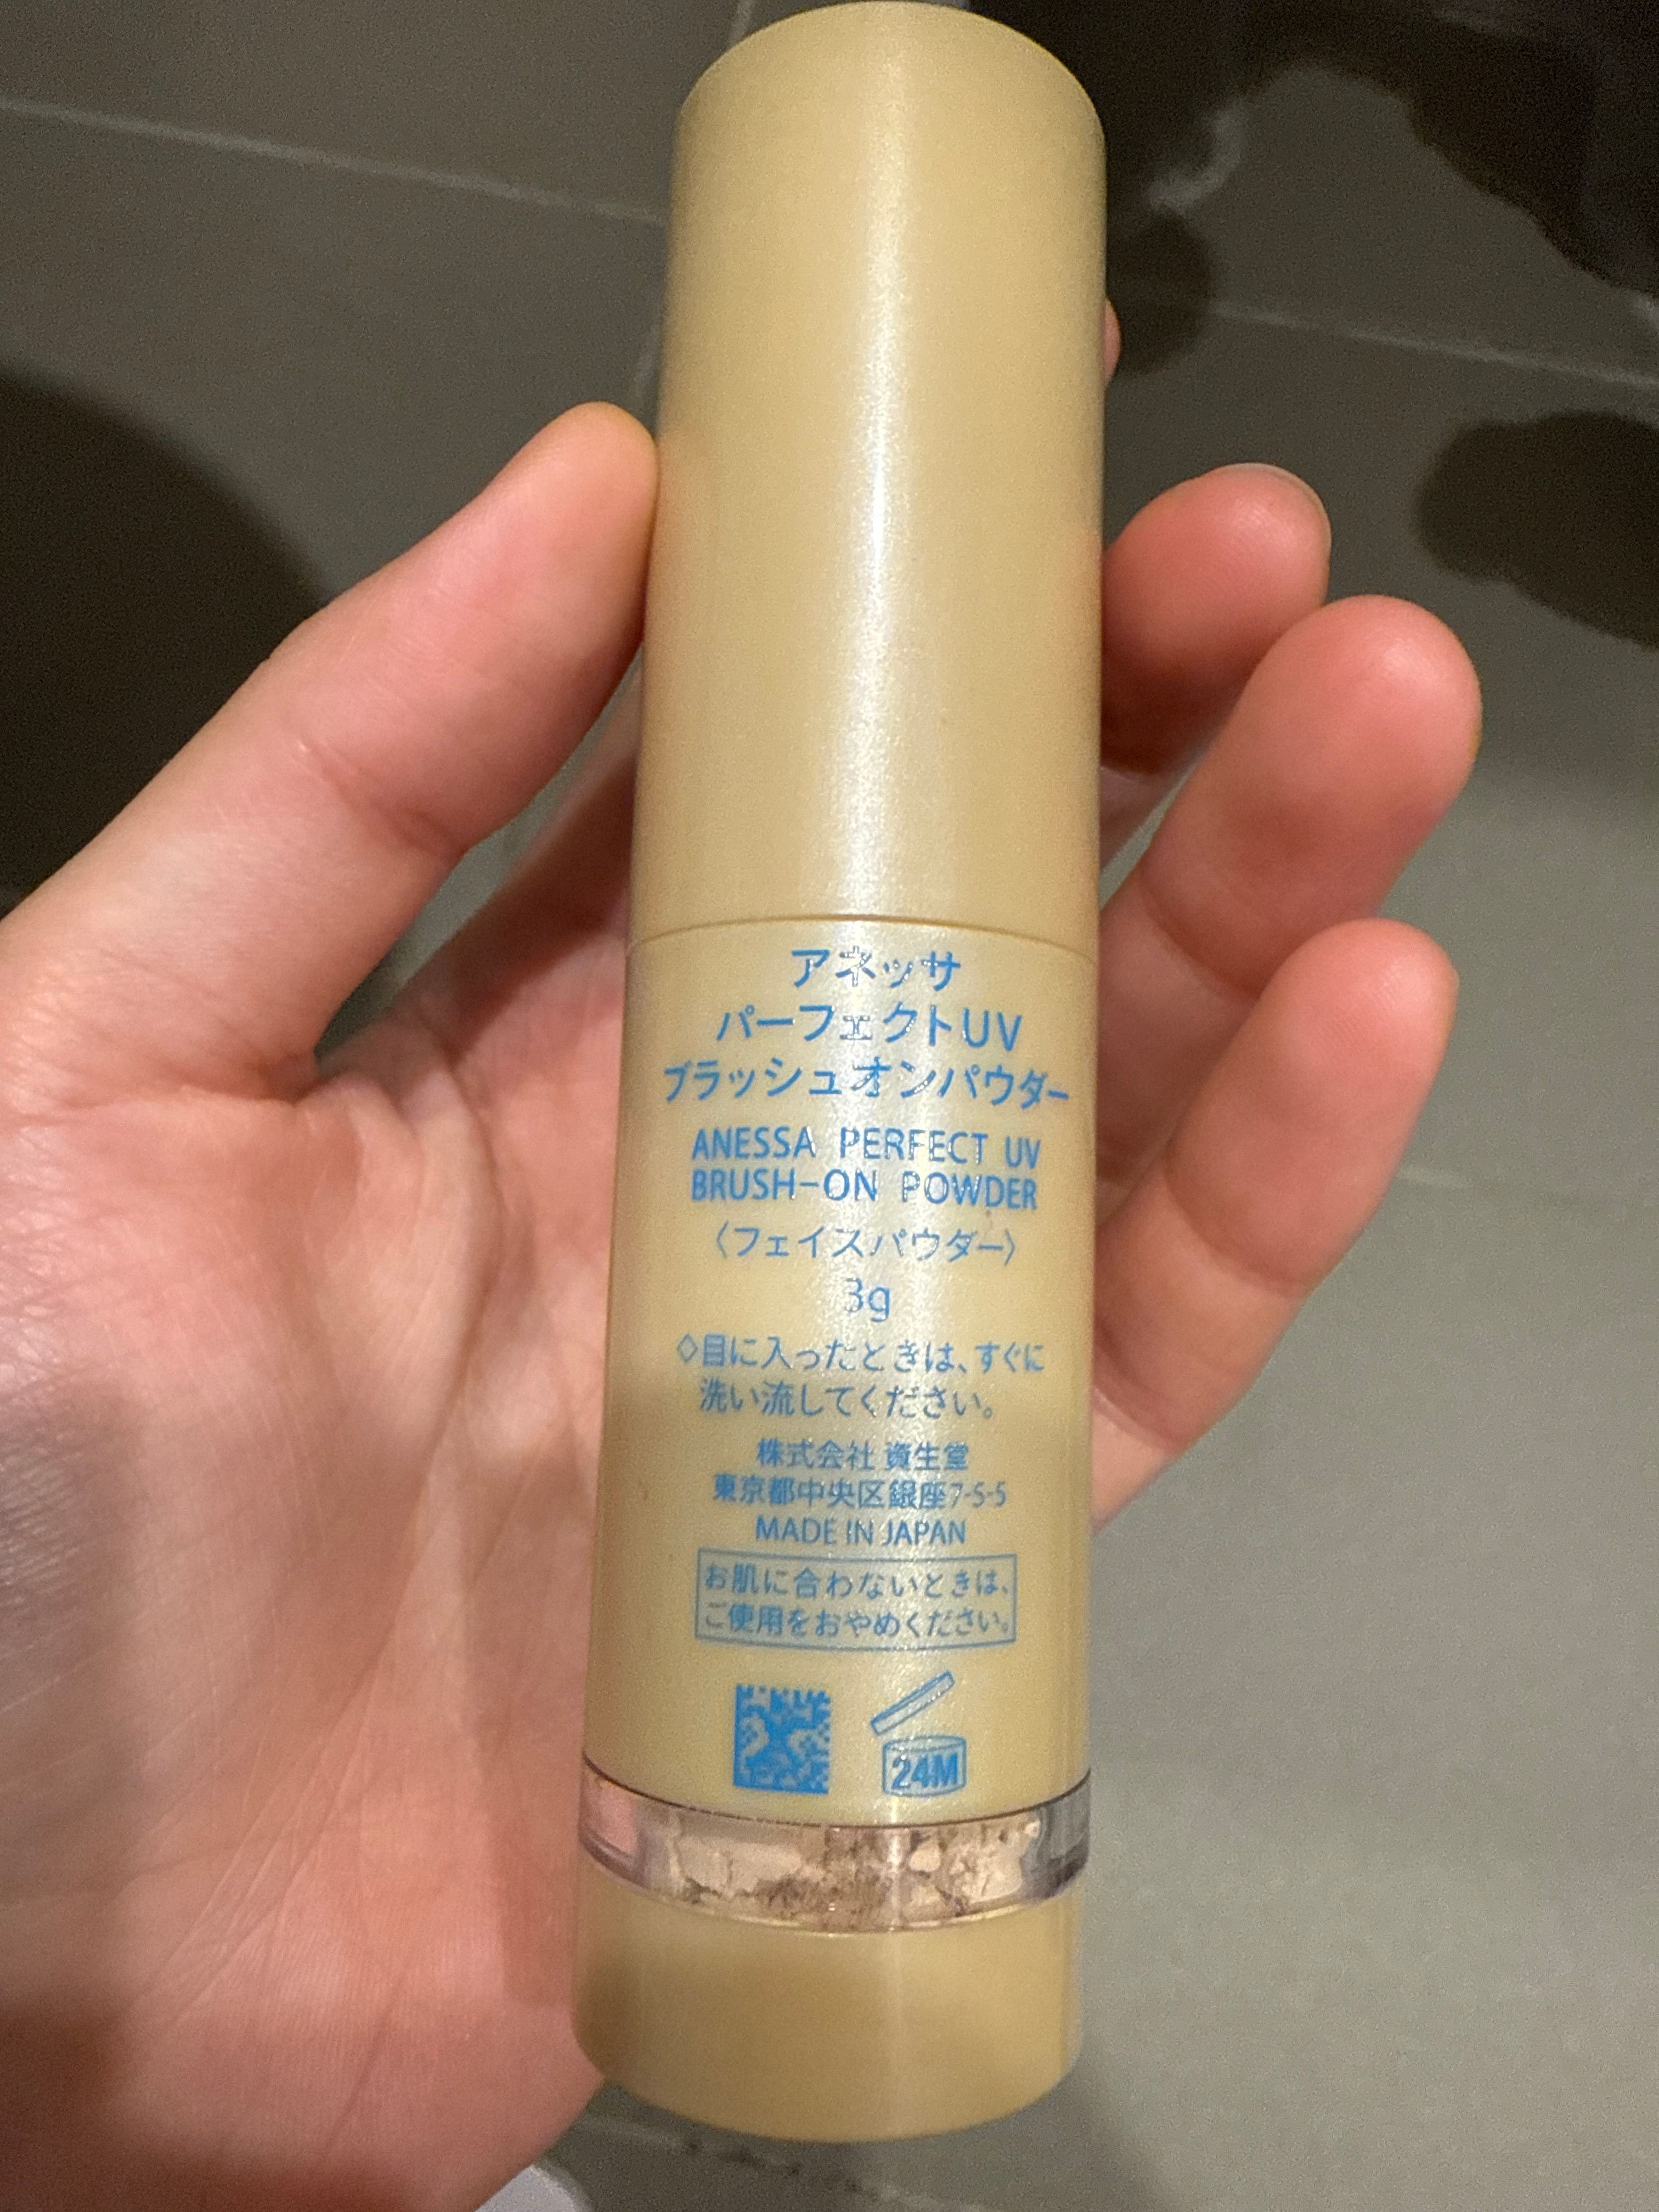 アネッサ
パーフェクトUV
ブラッシュオンパウダー
ANESSA PERFECT UV
BRUSH-ON POWDER
〈フェイスパウダー〉
3g
◇目に入ったときは、すぐに
洗い流してください。
株式会社 資生堂
東京都中央区銀座7-5-5
MADE IN JAPAN
お肌に合わないときは、
ご使用をおやめください。
24M